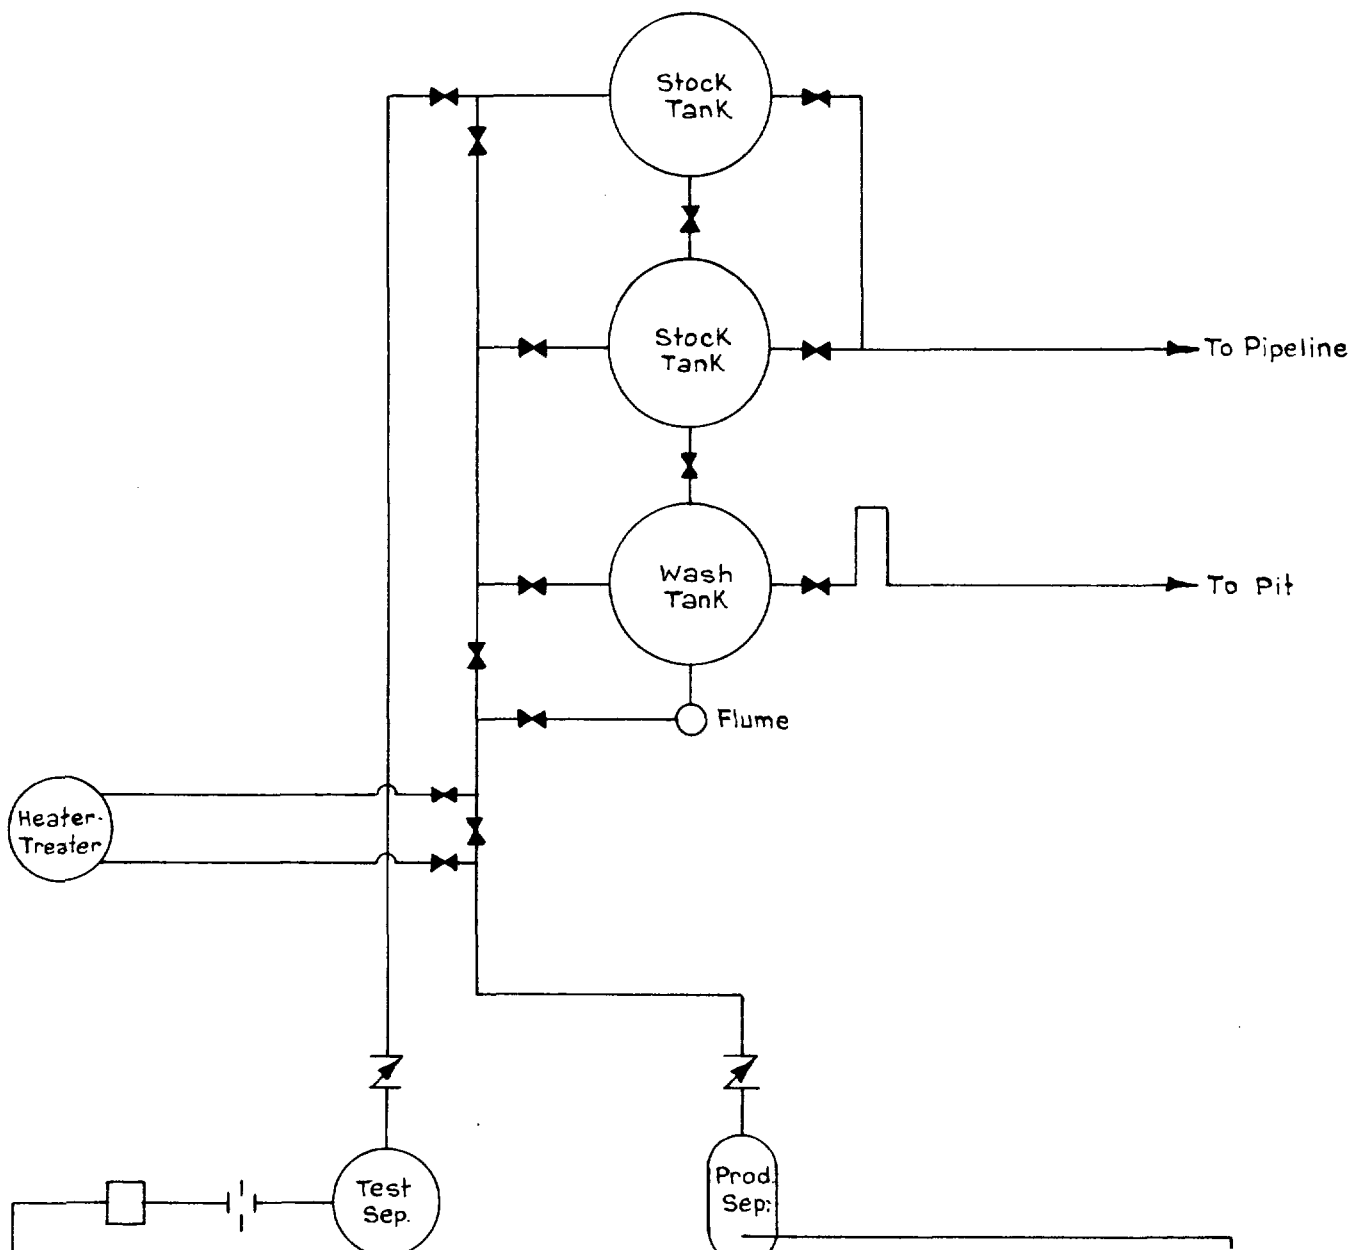 Stock
Tank
Stock
Tank
To Pipeline
Wash
Tank
To Pit
Flume
Heater-
Treater
Test
Sep.
Prod.
Sep.